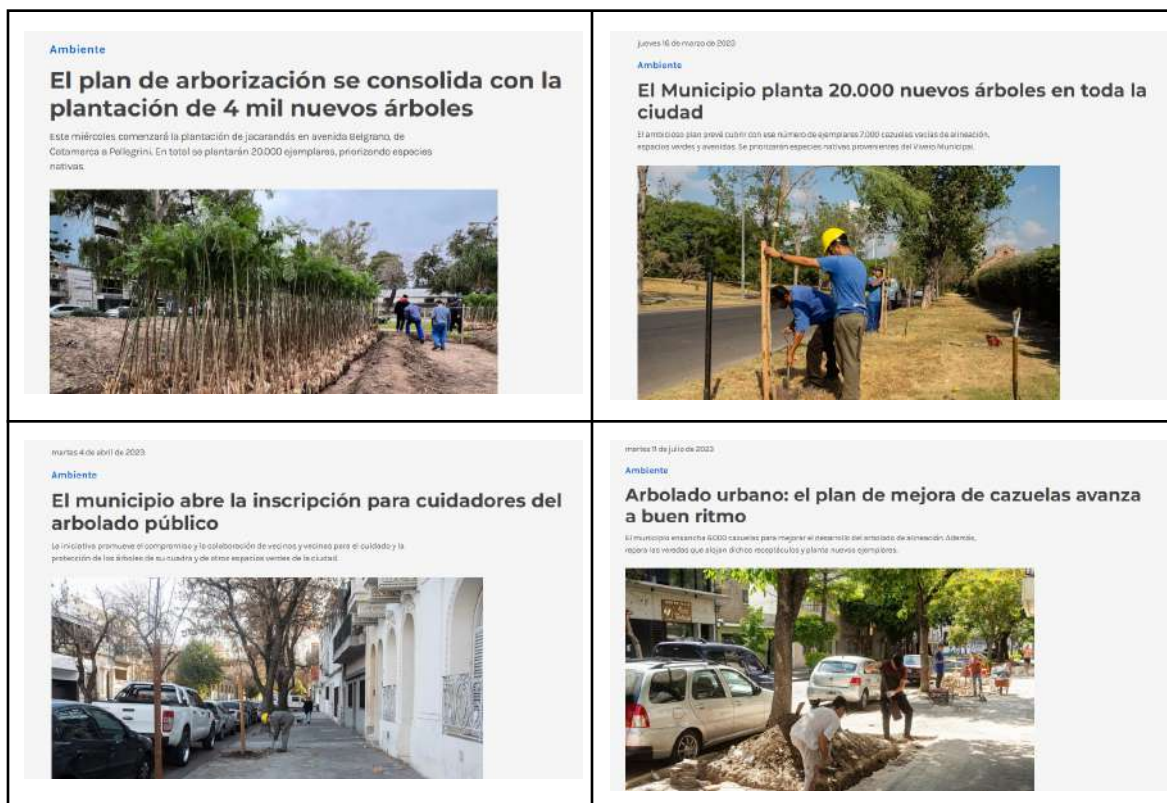 Ambiente
El plan de arborización se consolida con la
plantación de 4 mil nuevos árboles
Este miércoles comenzará la plantación de jacarandás en avenida Belgrano, de
Catamarca a Pellegrini. En total se plantarán 20.000 ejemplares, priorizando especies
nativas.
jueves 16 de marzo de 2023
Ambiente
El Municipio planta 20.000 nuevos árboles en toda la
ciudad
El ambicioso plan prevé cubrir con ese número de ejemplares 7.000 cazuelas vacías de alineación,
espacios verdes y avenidas. Se priorizarán especies nativas provenientes del Vivero Municipal.
martes 4 de abril de 2023
Ambiente
El municipio abre la inscripción para cuidadores del
arbolado público
La iniciativa promueve el compromiso y la colaboración de vecinos y vecinas para el cuidado y la
protección de los árboles de su cuadra y de otros espacios verdes de la ciudad.
martes 11 de julio de 2023
Ambiente
Arbolado urbano: el plan de mejora de cazuelas avanza
a buen ritmo
El municipio ensancha 6.000 cazuelas para mejorar el desarrollo del arbolado de alineación. Además,
repara las veredas que alojan dichos receptáculos y planta nuevos ejemplares.